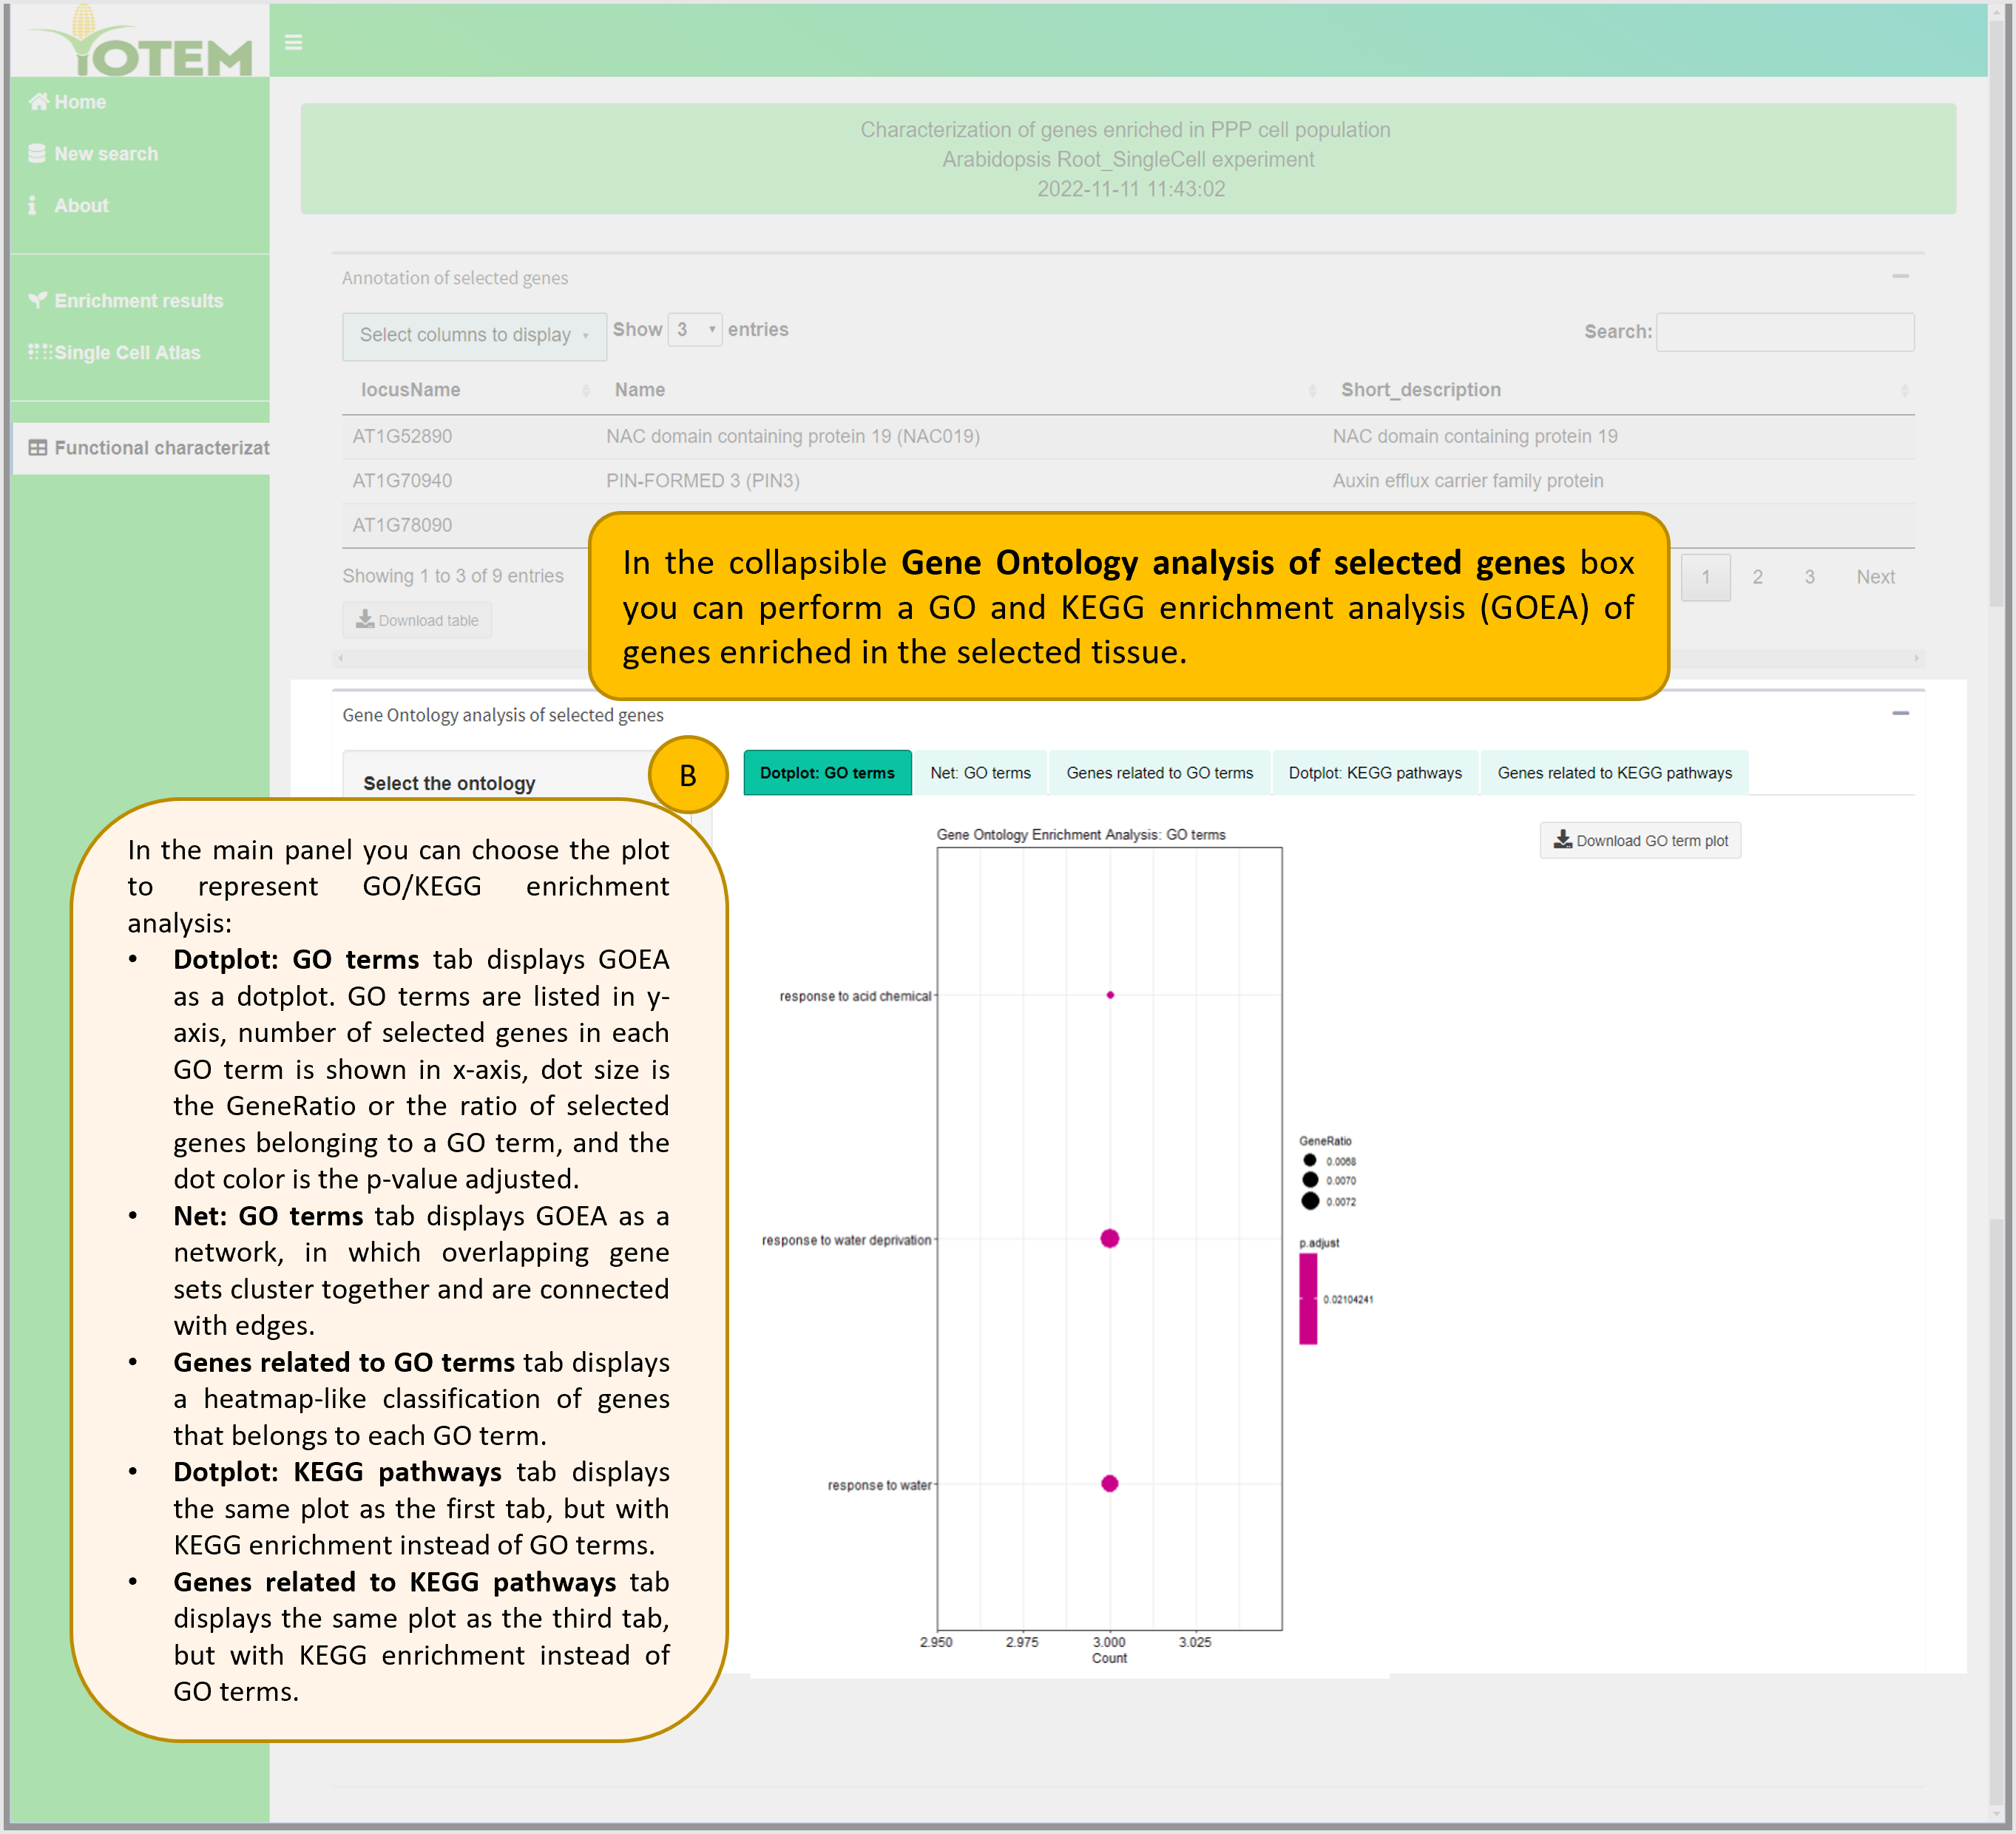 TOTEM
Home
New search
About
Enrichment results
Single Cell Atlas
Functional characterizat
Characterization of genes enriched in PPP cell population
Arabidopsis Root_SingleCell experiment
2022-11-11 11:43:02
Annotation of selected genes
Select columns to display Show 3 entries Search:
locusName Name Short_description
AT1G52890 NAC domain containing protein 19 (NAC019) NAC domain containing protein 19
AT1G70940 PIN-FORMED 3 (PIN3) Auxin efflux carrier family protein
AT1G78090
Showing 1 to 3 of 9 entries 1 2 3 Next
Download table
In the collapsible Gene Ontology analysis of selected genes box
you can perform a GO and KEGG enrichment analysis (GOEA) of
genes enriched in the selected tissue.
Gene Ontology analysis of selected genes
Select the ontology
B
Dotplot: GO terms Net: GO terms Genes related to GO terms Dotplot: KEGG pathways Genes related to KEGG pathways
In the main panel you can choose the plot
to represent GO/KEGG enrichment
analysis:
• Dotplot: GO terms tab displays GOEA
as a dotplot. GO terms are listed in y-
axis, number of selected genes in each
GO term is shown in x-axis, dot size is
the GeneRatio or the ratio of selected
genes belonging to a GO term, and the
dot color is the p-value adjusted.
• Net: GO terms tab displays GOEA as a
network, in which overlapping gene
sets cluster together and are connected
with edges.
• Genes related to GO terms tab displays
a heatmap-like classification of genes
that belongs to each GO term.
• Dotplot: KEGG pathways tab displays
the same plot as the first tab, but with
KEGG enrichment instead of GO terms.
• Genes related to KEGG pathways tab
displays the same plot as the third tab,
but with KEGG enrichment instead of
GO terms.
Gene Ontology Enrichment Analysis: GO terms
Download GO term plot
response to acid chemical
response to water deprivation
response to water
2.950 2.975 3.000 3.025
Count
GeneRatio
0.0068
0.0070
0.0072
p.adjust
0.02104241